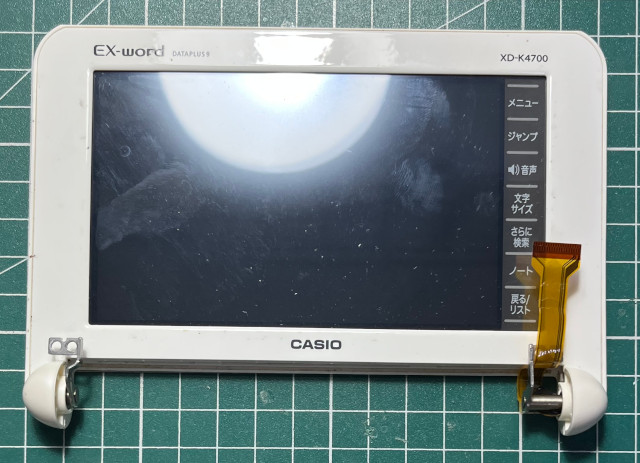 EX-word DATAPLUS 9
XD-K4700
メニュー
ジャンプ
音声
文字
サイズ
さらに
検索
ノート
戻る/
リスト
CASIO